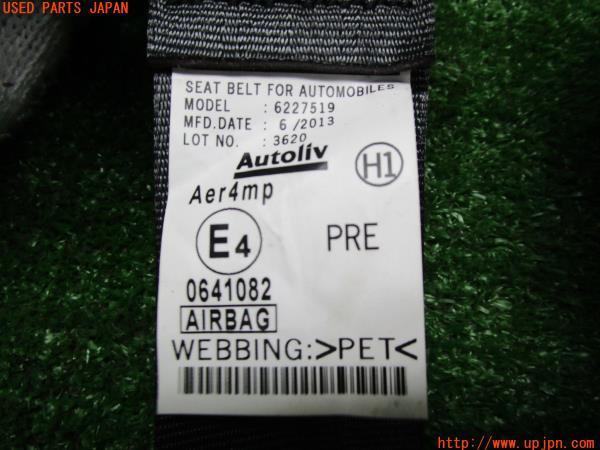 USED PARTS JAPAN
SEAT BELT FOR AUTOMOBILES
MODEL : 6227519
MFD.DATE : 6 / 2013
LOT NO. : 3620
Autoliv
H1
Aer4mp
E4
PRE
0641082
AIRBAG
WEBBING:>PET<
http://www.upjpn.com/